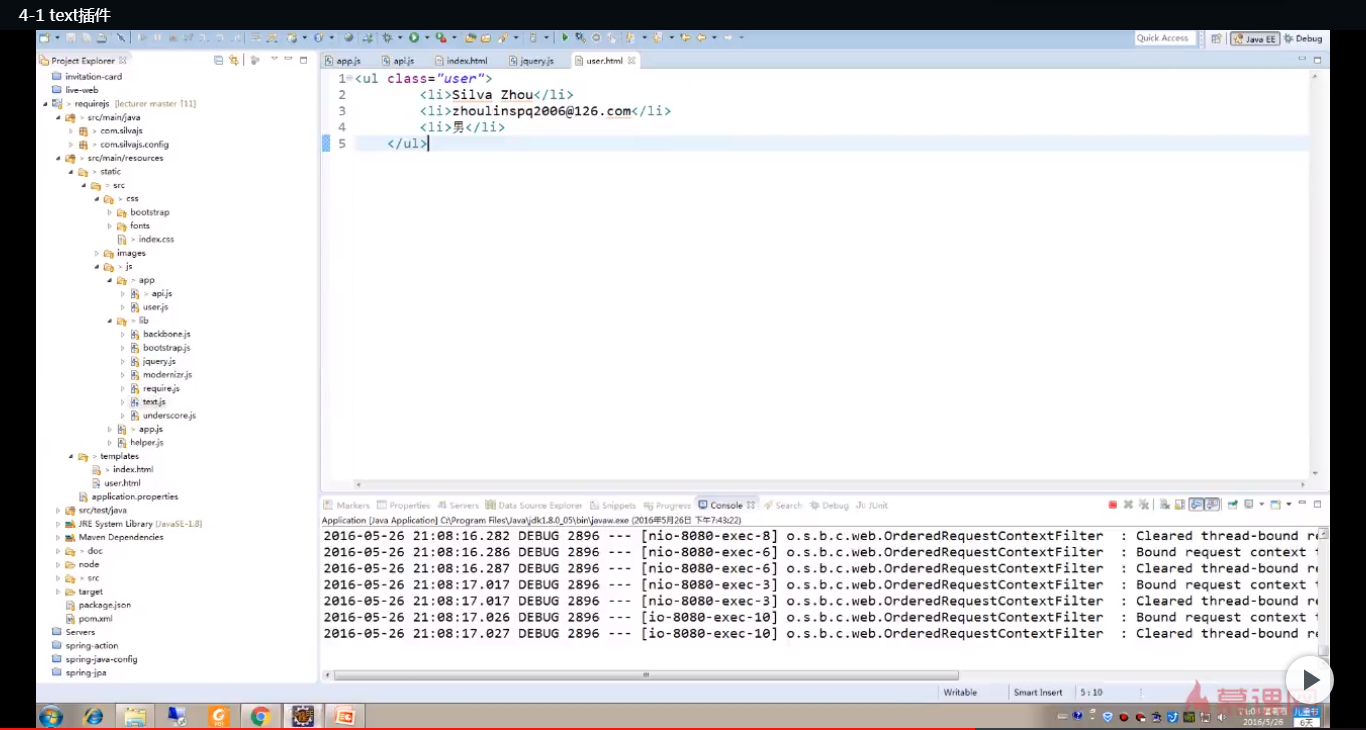 4-1 text插件
Quick Access
Java EE
Debug
Project Explorer
app.js
api.js
index.html
jquery.js
user.html
invitation-card
live-web
> requirejs [lecturer master ↑11]
> src/main/java
> com.silvajs
> com.silvajs.config
> src/main/resources
> static
> src
> css
bootstrap
fonts
> index.css
images
> js
> app
> api.js
user.js
> lib
backbone.js
bootstrap.js
jquery.js
modernizr.js
require.js
text.js
underscore.js
> app.js
helper.js
> templates
> index.html
user.html
application.properties
src/test/java
JRE System Library [JavaSE-1.8]
Maven Dependencies
> doc
node
> src
target
package.json
pom.xml
Servers
spring-action
spring-java-config
spring-jpa
1 <ul class="user">
2 <li>Silva Zhou</li>
3 <li>zhoulinspq2006@126.com</li>
4 <li>男</li>
5 </ul>
Markers Properties Servers Data Source Explorer Snippets Progress Console Search Debug JUnit
Application [Java Application] C:\Program Files\Java\jdk1.8.0_05\bin\javaw.exe (2016年5月26日 下午7:43:22)
2016-05-26 21:08:16.282 DEBUG 2896 --- [nio-8080-exec-8] o.s.b.c.web.OrderedRequestContextFilter : Cleared thread-bound re
2016-05-26 21:08:16.286 DEBUG 2896 --- [nio-8080-exec-6] o.s.b.c.web.OrderedRequestContextFilter : Bound request context
2016-05-26 21:08:16.287 DEBUG 2896 --- [nio-8080-exec-6] o.s.b.c.web.OrderedRequestContextFilter : Cleared thread-bound re
2016-05-26 21:08:17.017 DEBUG 2896 --- [nio-8080-exec-3] o.s.b.c.web.OrderedRequestContextFilter : Bound request context
2016-05-26 21:08:17.017 DEBUG 2896 --- [nio-8080-exec-3] o.s.b.c.web.OrderedRequestContextFilter : Cleared thread-bound re
2016-05-26 21:08:17.026 DEBUG 2896 --- [io-8080-exec-10] o.s.b.c.web.OrderedRequestContextFilter : Bound request context
2016-05-26 21:08:17.027 DEBUG 2896 --- [io-8080-exec-10] o.s.b.c.web.OrderedRequestContextFilter : Cleared thread-bound re
Writable
Smart Insert
5 : 10
慕课网
2016/5/26
儿童节
6天